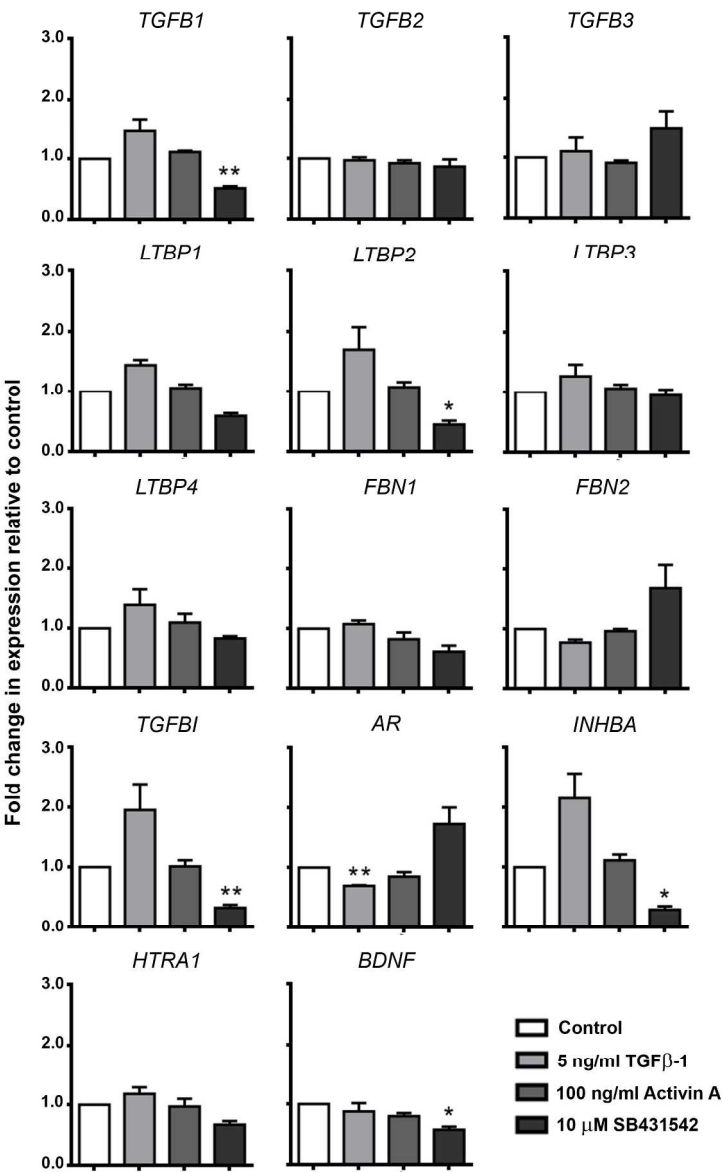 TGFB1 TGFB2 TGFB3
3.0
2.0
1.0
**
0.0
LTBP1 LTBP2 LTBP3
3.0
2.0
1.0
*
0.0
LTBP4 FBN1 FBN2
3.0
2.0
1.0
0.0
TGFBI AR INHBA
3.0
2.0
1.0
** ** *
0.0
HTRA1 BDNF
3.0
2.0
1.0
*
0.0
Fold change in expression relative to control
Control
5 ng/ml TGFβ-1
100 ng/ml Activin A
10 μM SB431542